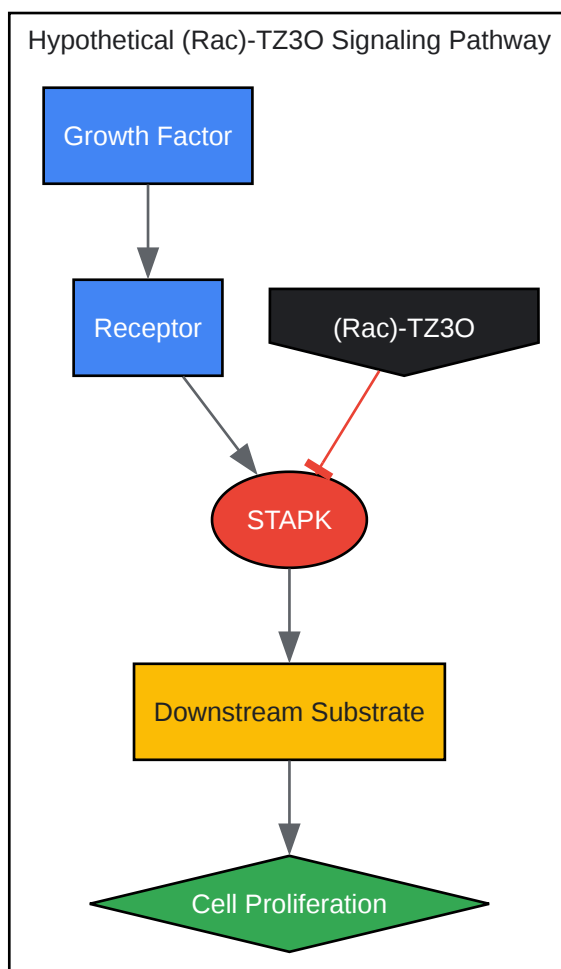 Hypothetical (Rac)-TZ3O Signaling Pathway
Growth Factor
Receptor
(Rac)-TZ3O
STAPK
Downstream Substrate
Cell Proliferation